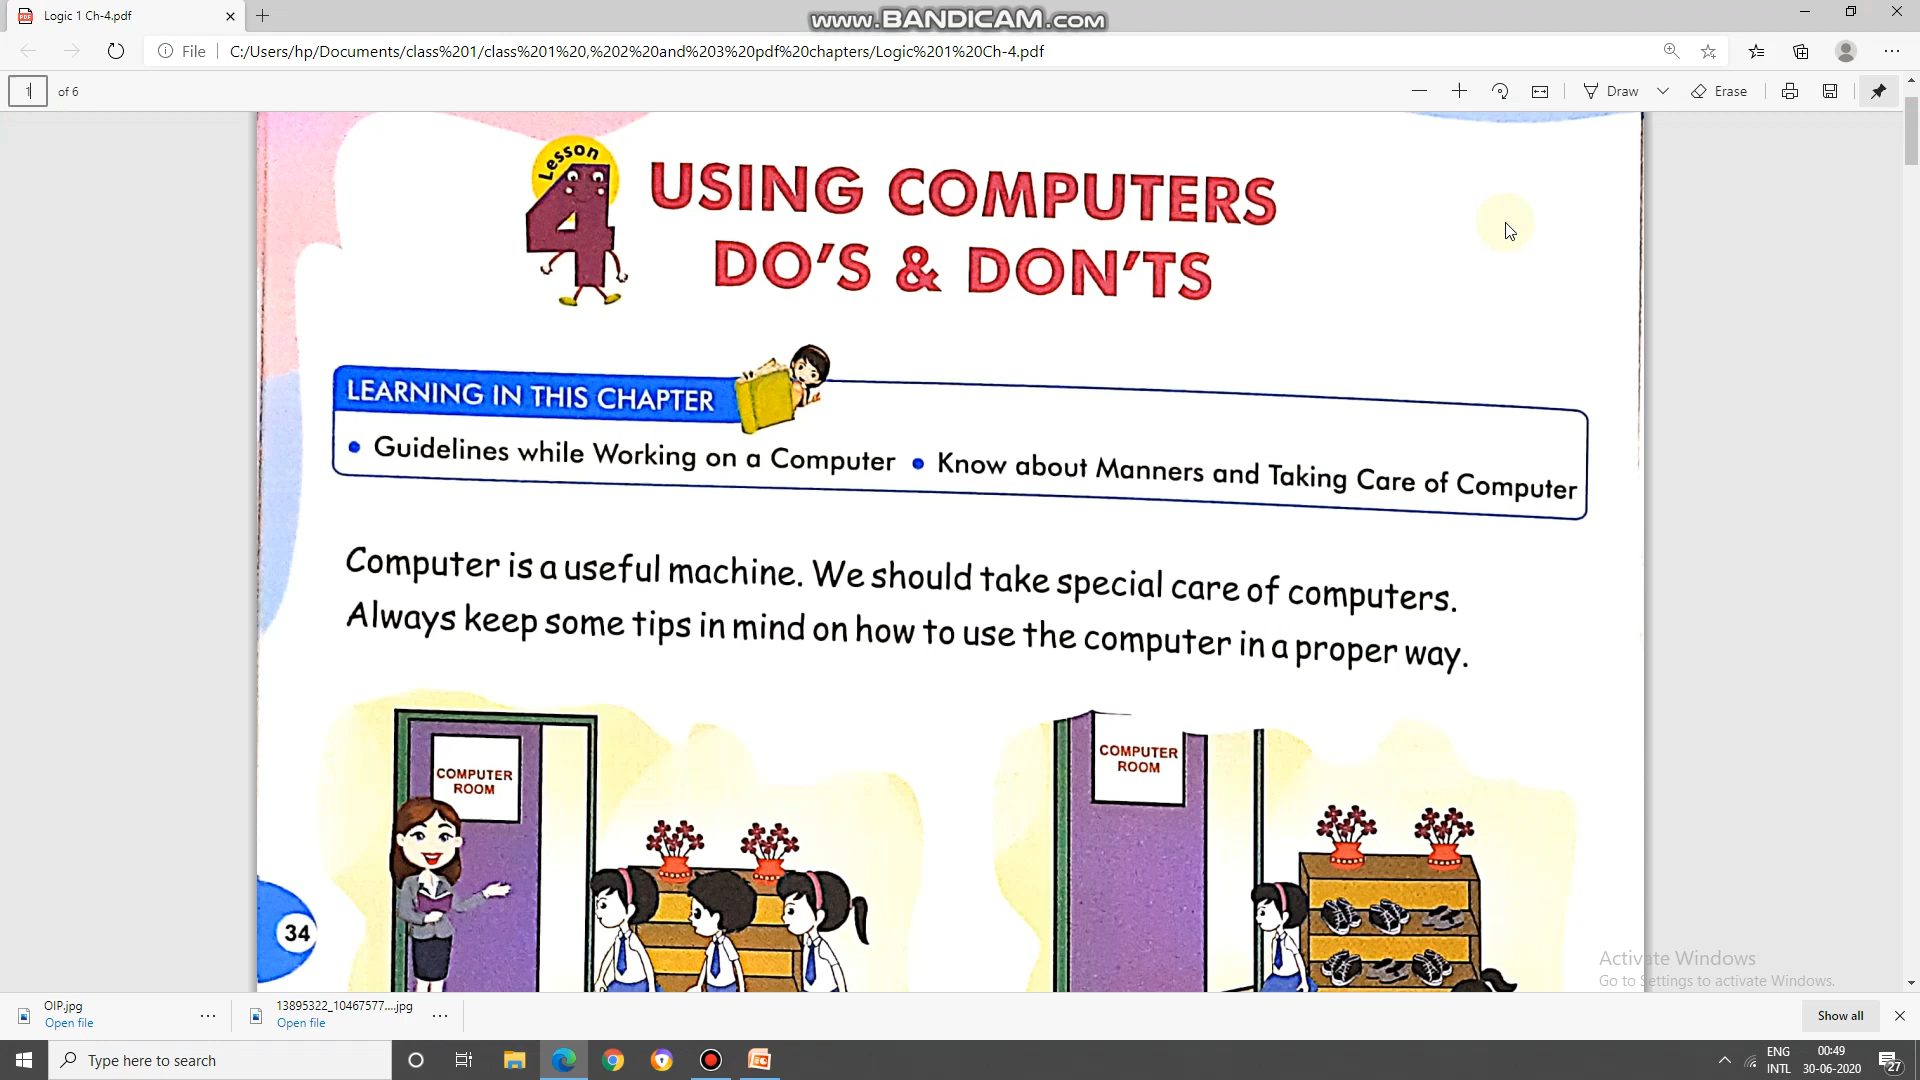 Logic 1 Ch-4.pdf
www.BANDICAM.com
File
C:/Users/hp/Documents/class%201/class%201%20,%202%20and%203%20pdf%20chapters/Logic%201%20Ch-4.pdf
1 of 6
Draw
Erase
Lesson
4
USING COMPUTERS
DO'S & DON'TS
LEARNING IN THIS CHAPTER
• Guidelines while Working on a Computer • Know about Manners and Taking Care of Computer
Computer is a useful machine. We should take special care of computers.
Always keep some tips in mind on how to use the computer in a proper way.
COMPUTER
ROOM
COMPUTER
ROOM
34
Activate Windows
Go to Settings to activate Windows.
OIP.jpg
Open file
13895322_10467577....jpg
Open file
Show all
Type here to search
ENG
INTL
00:49
30-06-2020
27